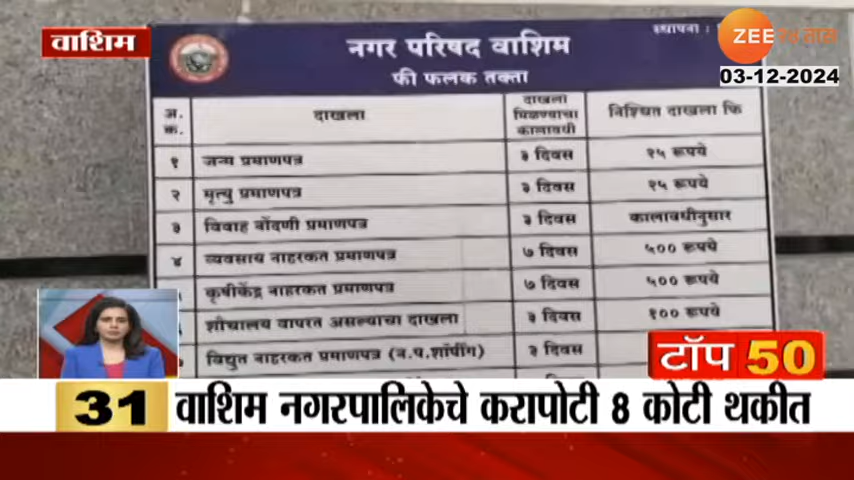 वाशिम
ZEE २४ तास
03-12-2024
स्थापना :
नगर परिषद वाशिम
फी फलक तक्ता
अ. क्र. दाखला दाखला मिळण्याचा कालावधी निश्चित दाखला फि
१ जन्म प्रमाणपत्र ३ दिवस २५ रूपये
२ मृत्यु प्रमाणपत्र ३ दिवस २५ रूपये
३ विवाह नोंदणी प्रमाणपत्र ३ दिवस कालावधीनुसार
४ व्यवसाय नाहरकत प्रमाणपत्र ७ दिवस ५०० रूपये
कृषीकेंद्र नाहरकत प्रमाणपत्र ७ दिवस ५०० रूपये
शौचालय वापरत असल्याचा दाखला ३ दिवस १०० रूपये
विद्युत नाहरकत प्रमाणपत्र (न.प.शॉपींग) ३ दिवस
टॉप 50
31 वाशिम नगरपालिकेचे करापोटी 8 कोटी थकीत